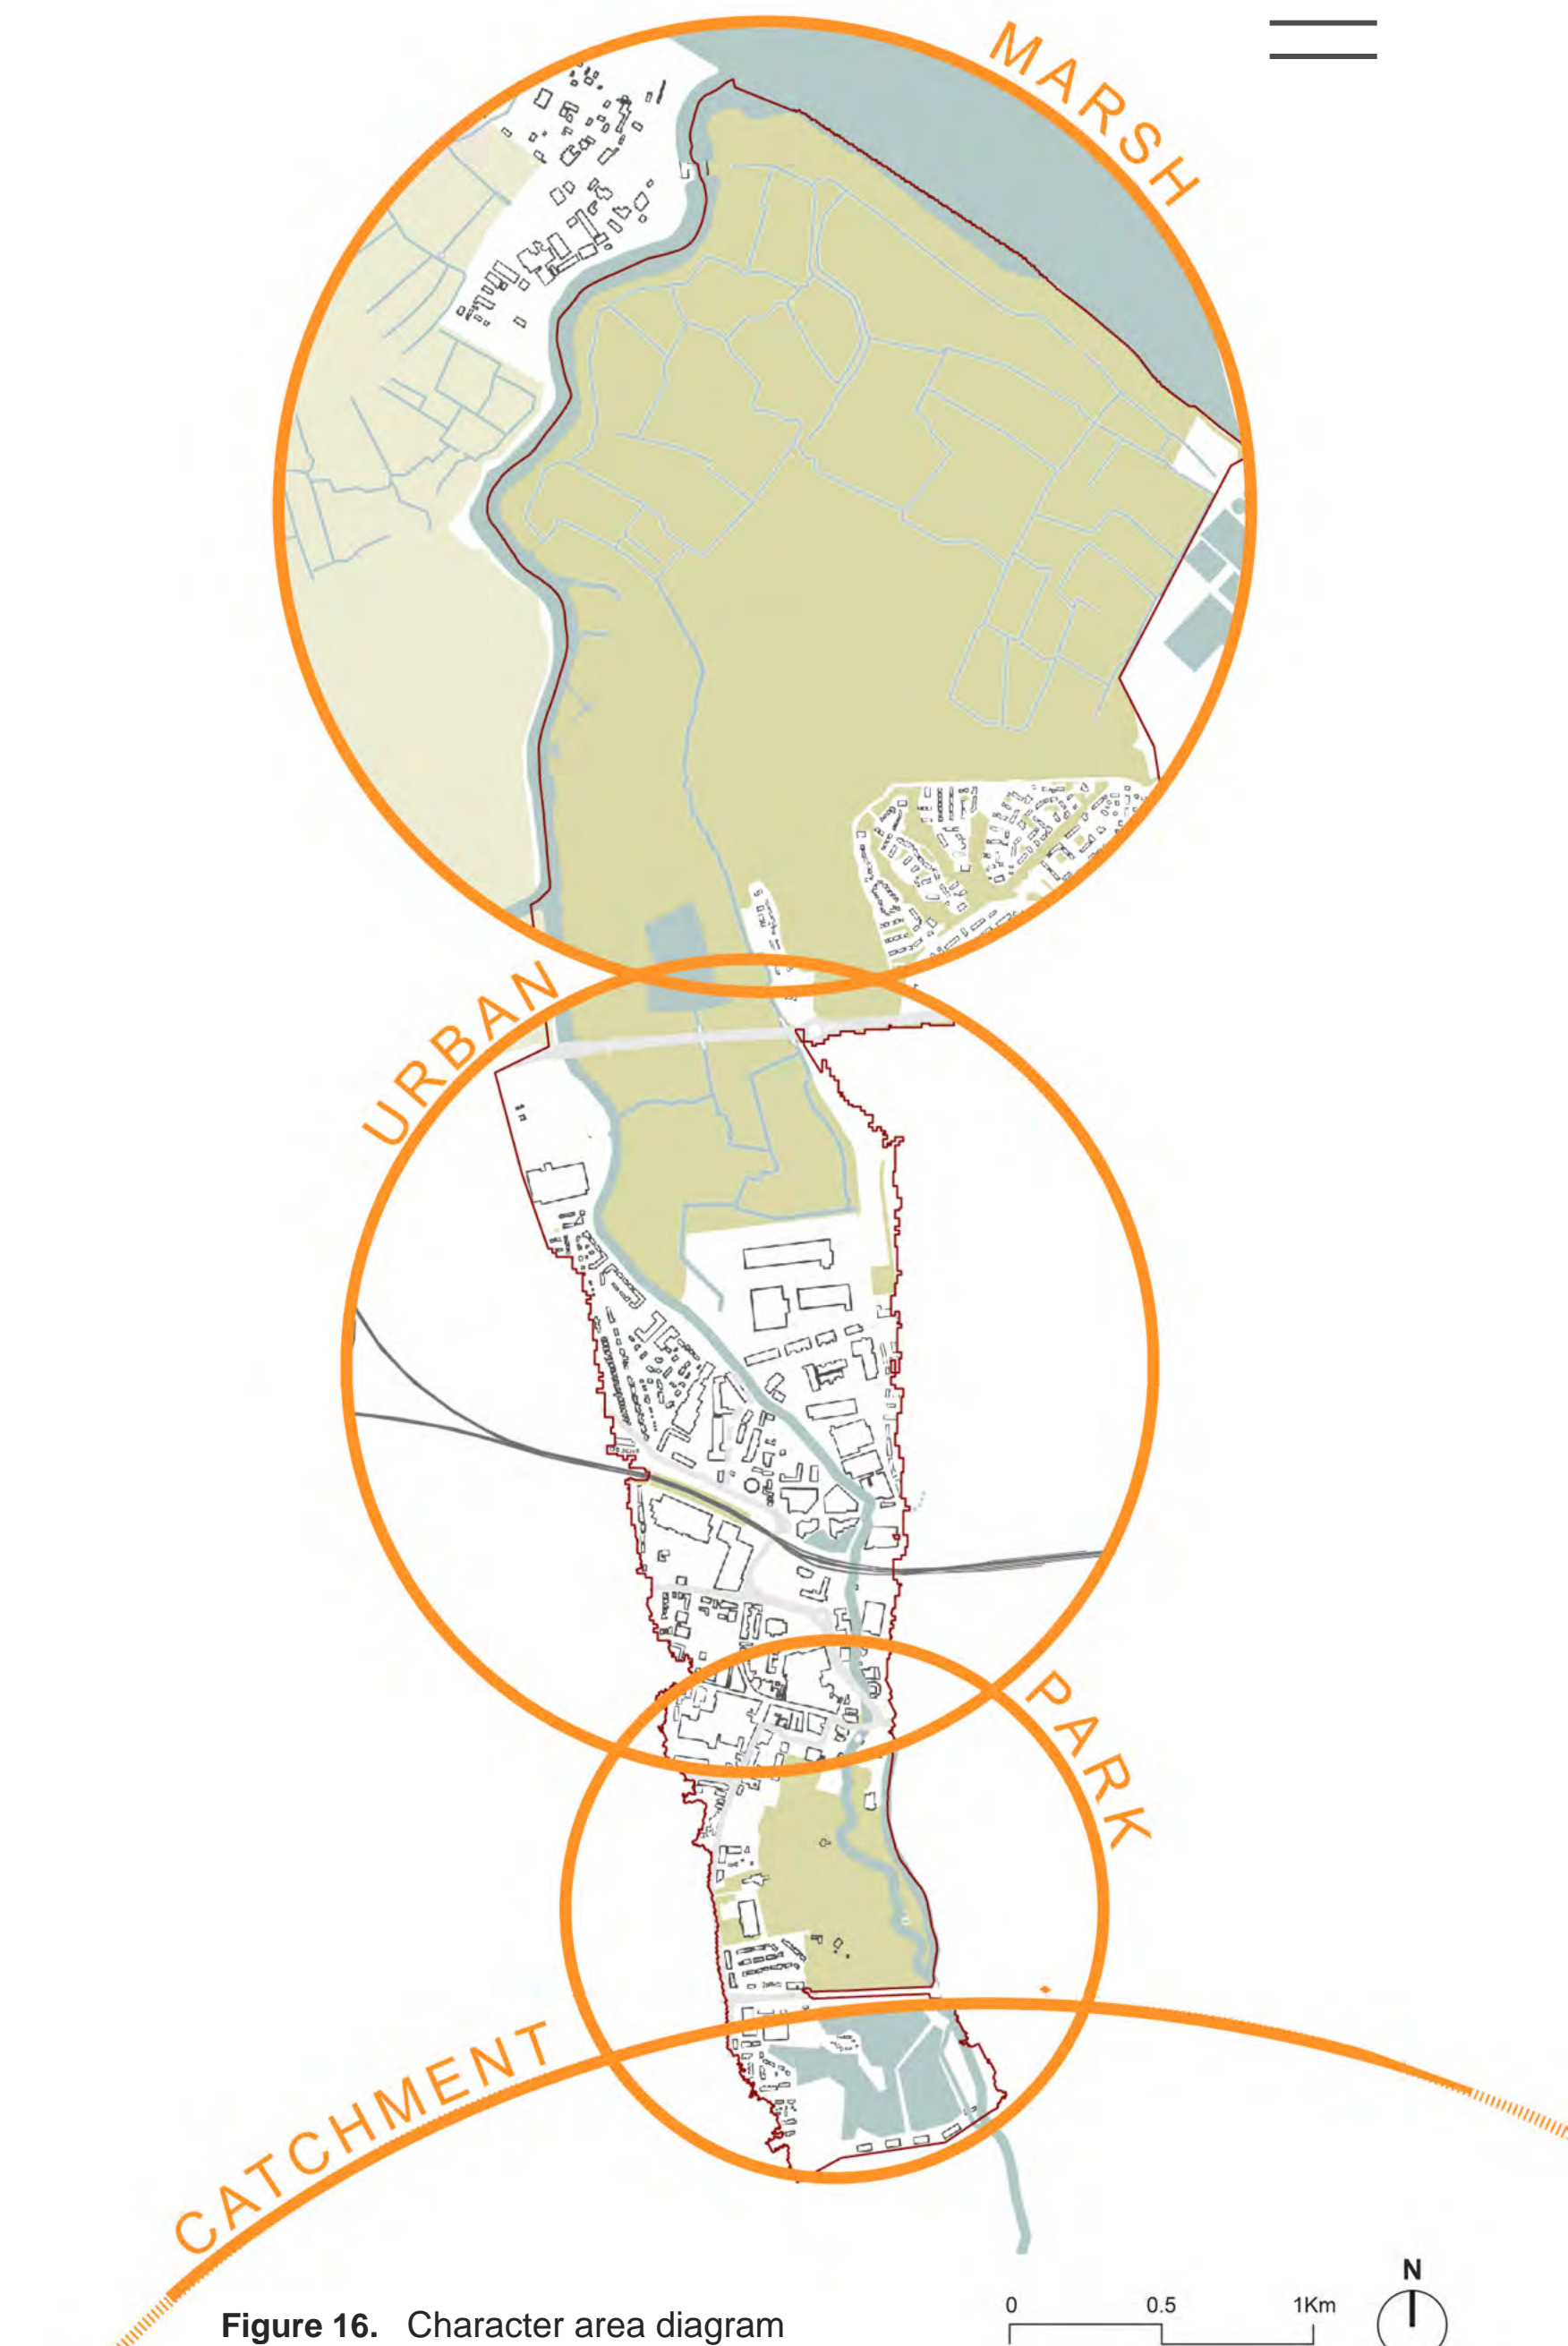 MARSH
URBAN
PARK
CATCHMENT
N
0 0.5 1Km
Figure 16. Character area diagram